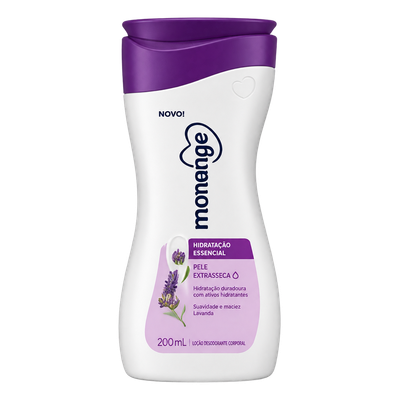 NOVO!
monange
HIDRATAÇÃO
ESSENCIAL
PELE
EXTRASSECA
Hidratação duradoura
com ativos hidratantes
Suavidade e maciez
Lavanda
200mL | LOÇÃO DESODORANTE CORPORAL